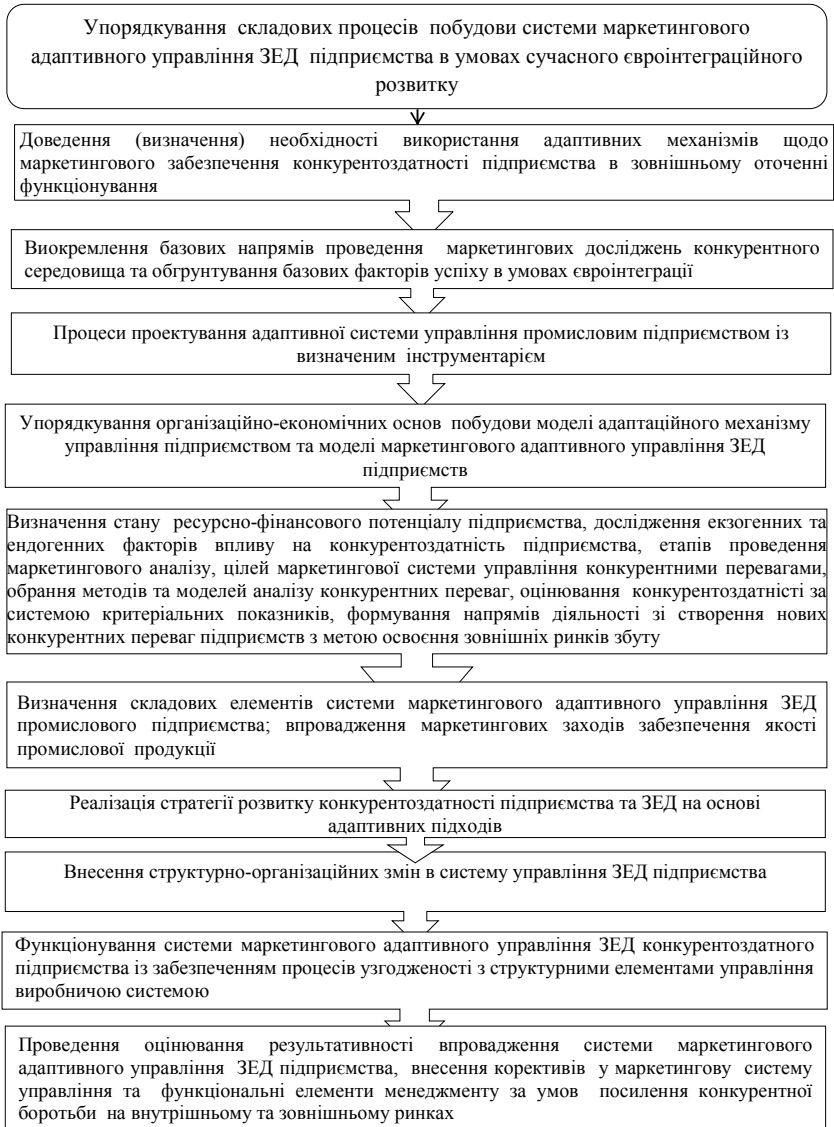 Упорядкування складових процесів побудови системи маркетингового
адаптивного управління ЗЕД підприємства в умовах сучасного євроінтеграційного
розвитку
Доведення (визначення) необхідності використання адаптивних механізмів щодо
маркетингового забезпечення конкурентоздатності підприємства в зовнішньому оточенні
функціонування
Виокремлення базових напрямів проведення маркетингових досліджень конкурентного
середовища та обгрунтування базових факторів успіху в умовах євроінтеграції
Процеси проектування адаптивної системи управління промисловим підприємством із
визначеним інструментарієм
Упорядкування організаційно-економічних основ побудови моделі адаптаційного механізму
управління підприємством та моделі маркетингового адаптивного управління ЗЕД
підприємств
Визначення стану ресурсно-фінансового потенціалу підприємства, дослідження екзогенних та
ендогенних факторів впливу на конкурентоздатність підприємства, етапів проведення
маркетингового аналізу, цілей маркетингової системи управління конкурентними перевагами,
обрання методів та моделей аналізу конкурентних переваг, оцінювання конкурентоздатністі за
системою критеріальних показників, формування напрямів діяльності зі створення нових
конкурентних переваг підприємств з метою освоєння зовнішніх ринків збуту
Визначення складових елементів системи маркетингового адаптивного управління ЗЕД
промислового підприємства; впровадження маркетингових заходів забезпечення якості
промислової продукції
Реалізація стратегії розвитку конкурентоздатності підприємства та ЗЕД на основі
адаптивних підходів
Внесення структурно-організаційних змін в систему управління ЗЕД підприємства
Функціонування системи маркетингового адаптивного управління ЗЕД конкурентоздатного
підприємства із забезпеченням процесів узгодженості з структурними елементами управління
виробничою системою
Проведення оцінювання результативності впровадження системи маркетингового
адаптивного управління ЗЕД підприємства, внесення корективів у маркетингову систему
управління та функціональні елементи менеджменту за умов посилення конкурентної
боротьби на внутрішньому та зовнішньому ринках